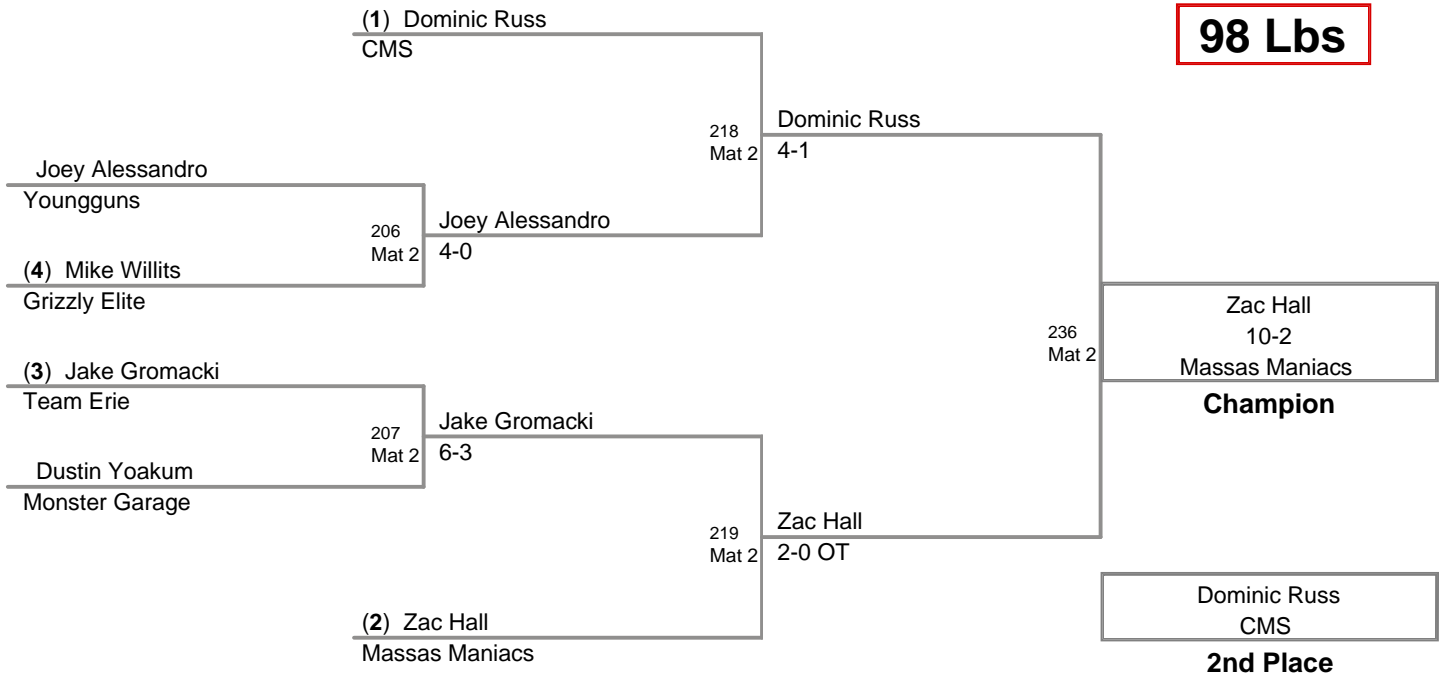 (1) Dominic Russ
CMS
98 Lbs
218
Mat 2
Dominic Russ
4-1
Joey Alessandro
Youngguns
206
Mat 2
Joey Alessandro
4-0
(4) Mike Willits
Grizzly Elite
236
Mat 2
Zac Hall
10-2
Massas Maniacs
Champion
(3) Jake Gromacki
Team Erie
207
Mat 2
Jake Gromacki
6-3
Dustin Yoakum
Monster Garage
219
Mat 2
Zac Hall
2-0 OT
(2) Zac Hall
Massas Maniacs
Dominic Russ
CMS
2nd Place